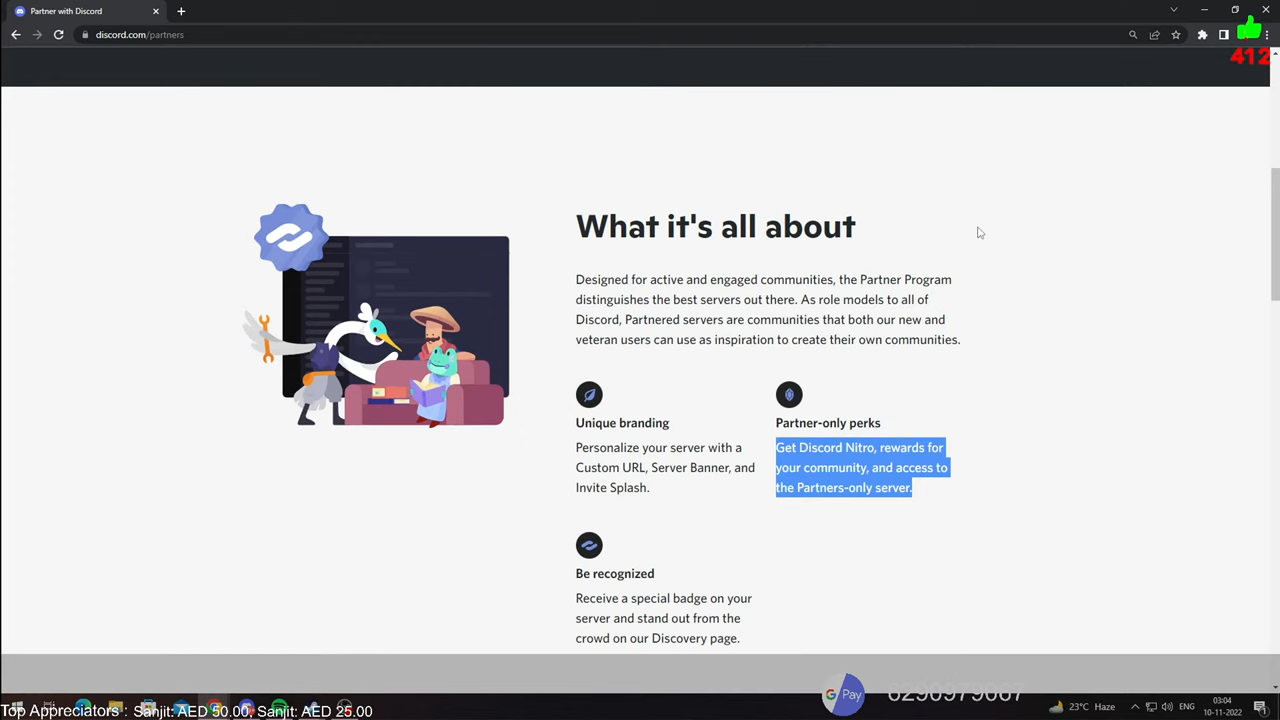 Partner with Discord
discord.com/partners
412
What it's all about
Designed for active and engaged communities, the Partner Program
distinguishes the best servers out there. As role models to all of
Discord, Partnered servers are communities that both our new and
veteran users can use as inspiration to create their own communities.
Unique branding
Personalize your server with a
Custom URL, Server Banner, and
Invite Splash.
Partner-only perks
Get Discord Nitro, rewards for
your community, and access to
the Partners-only server.
Be recognized
Receive a special badge on your
server and stand out from the
crowd on our Discovery page.
G Pay
23°C Haze
ENG
03:04
10-11-2022
Top Appreciators : Sanjit: AED 50.00, Sanjit: AED 25.00